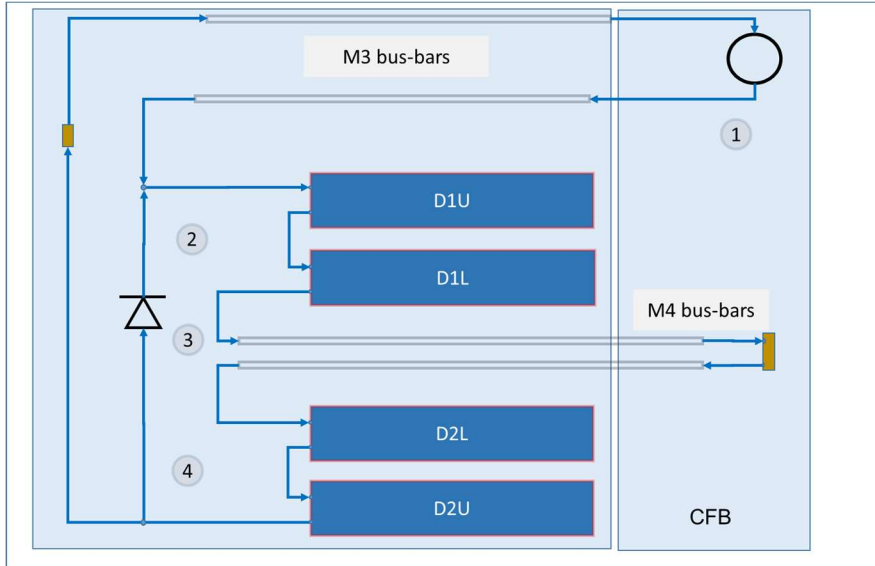 M3 bus-bars
1
D1U
2
D1L
M4 bus-bars
3
D2L
4
D2U
CFB